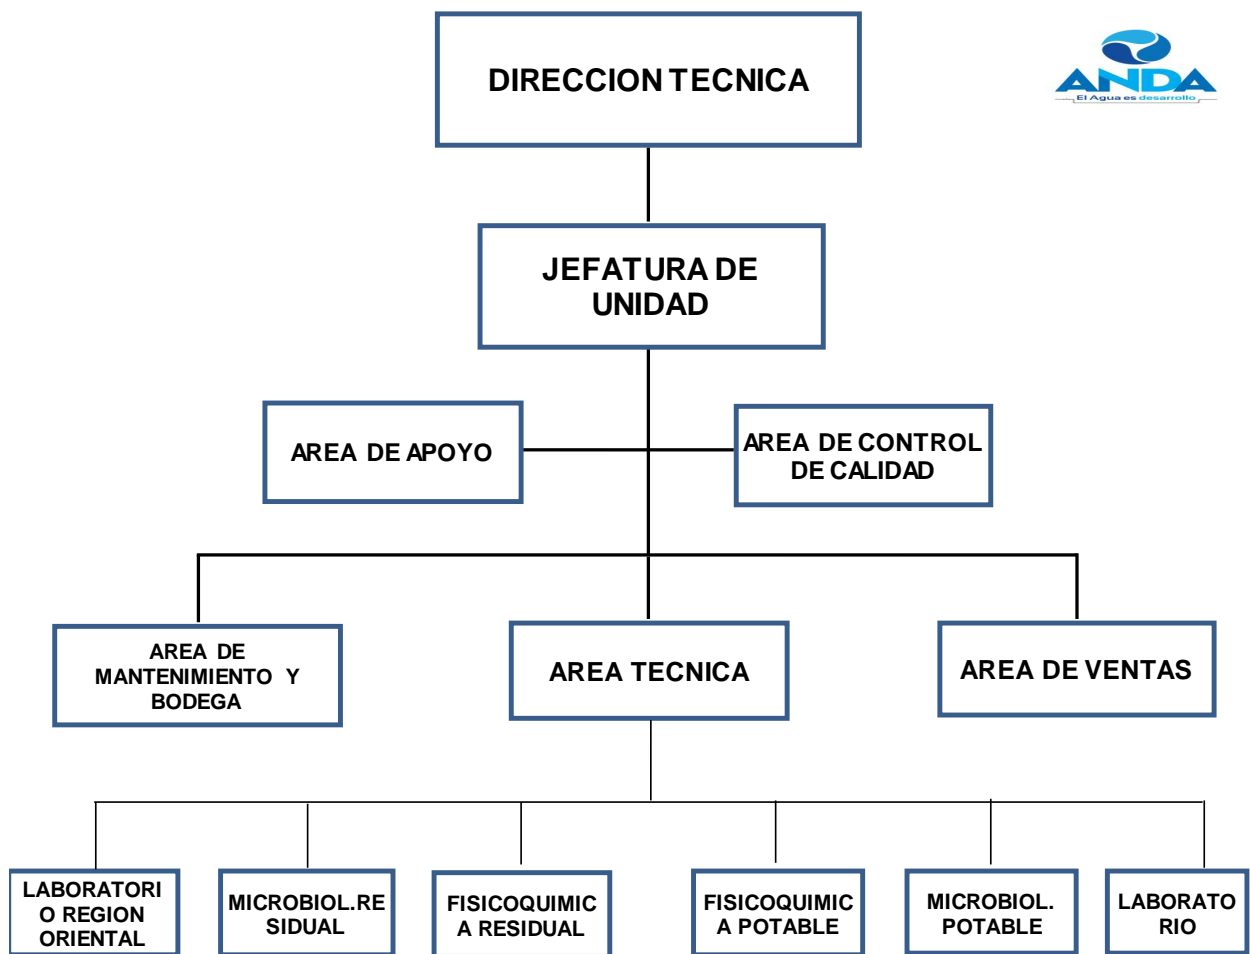 DIRECCION TECNICA
ANDA
El Agua es desarrollo
JEFATURA DE
UNIDAD
AREA DE APOYO
AREA DE CONTROL
DE CALIDAD
AREA DE
MANTENIMIENTO Y
BODEGA
AREA TECNICA
AREA DE VENTAS
LABORATORI
O REGION
ORIENTAL
MICROBIOL.RE
SIDUAL
FISICOQUIMIC
A RESIDUAL
FISICOQUIMIC
A POTABLE
MICROBIOL.
POTABLE
LABORATO
RIO